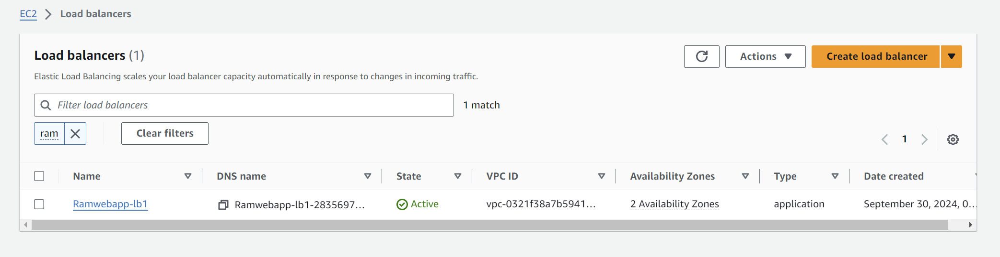 EC2 Load balancers
Load balancers (1)
Actions
Create load balancer
Elastic Load Balancing scales your load balancer capacity automatically in response to changes in incoming traffic.
Filter load balancers
1 match
ram
Clear filters
1
Name DNS name State VPC ID Availability Zones Type Date created
Ramwebapp-lb1 Ramwebapp-lb1-2835697... Active vpc-0321f38a7b5941... 2 Availability Zones application September 30, 2024, 0...